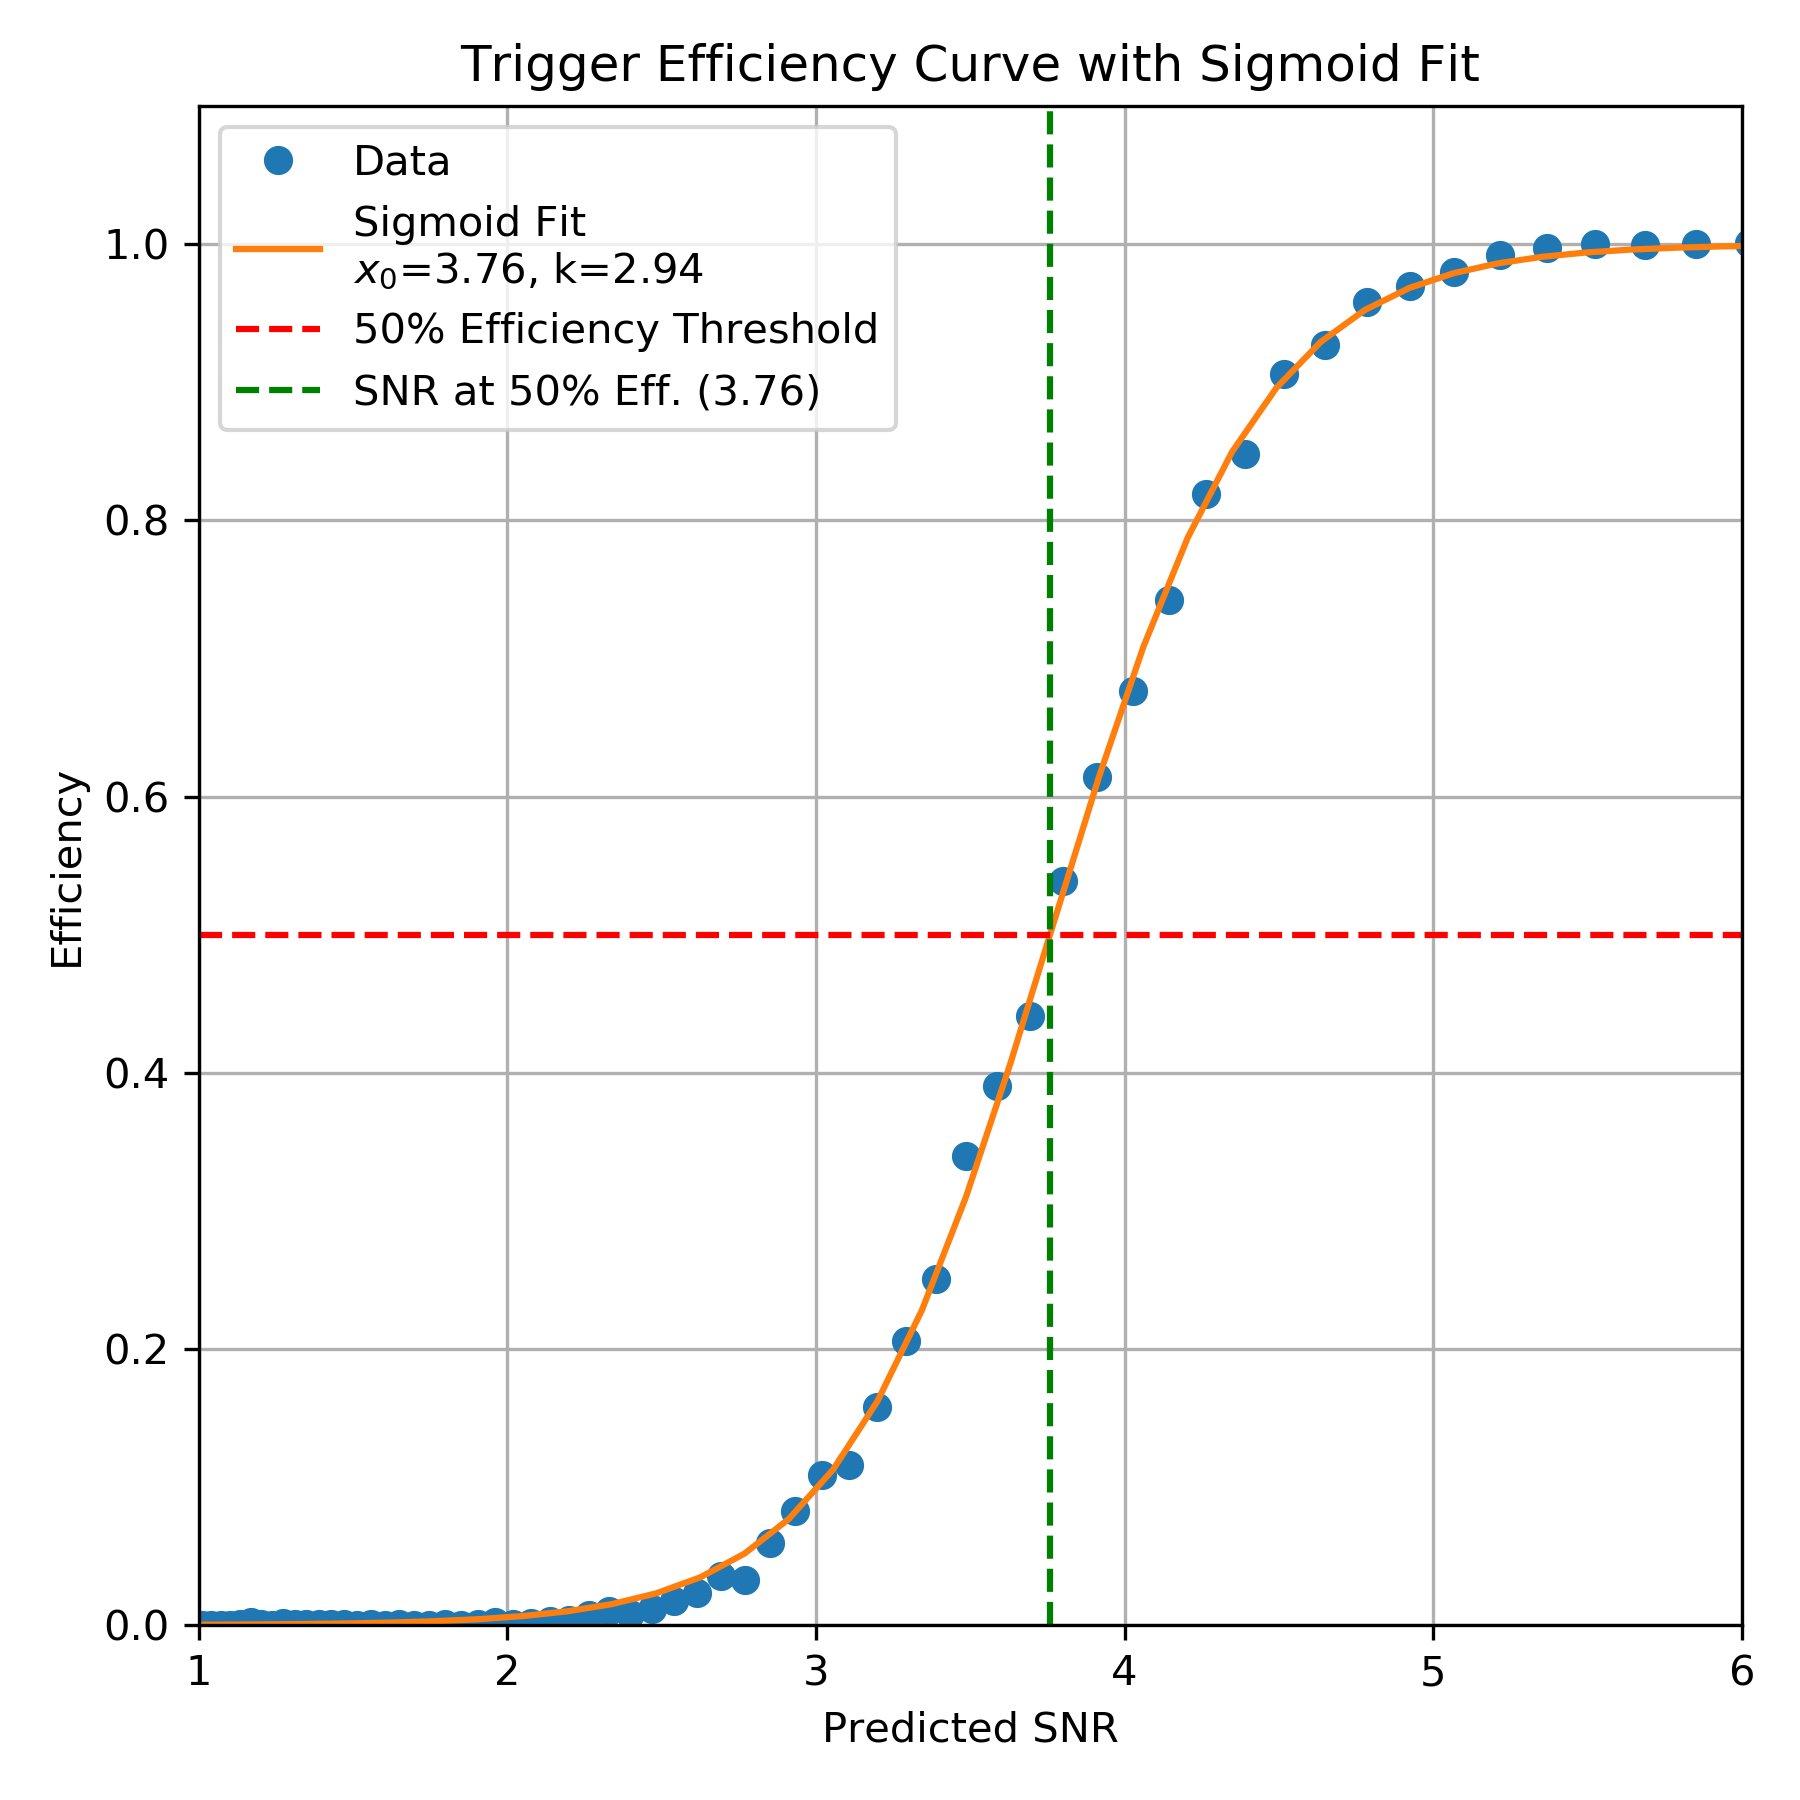 Trigger Efficiency Curve with Sigmoid Fit
Data
Sigmoid Fit
x₀=3.76, k=2.94
50% Efficiency Threshold
SNR at 50% Eff. (3.76)
1.0
0.8
0.6
0.4
0.2
0.0
Efficiency
1 2 3 4 5 6
Predicted SNR